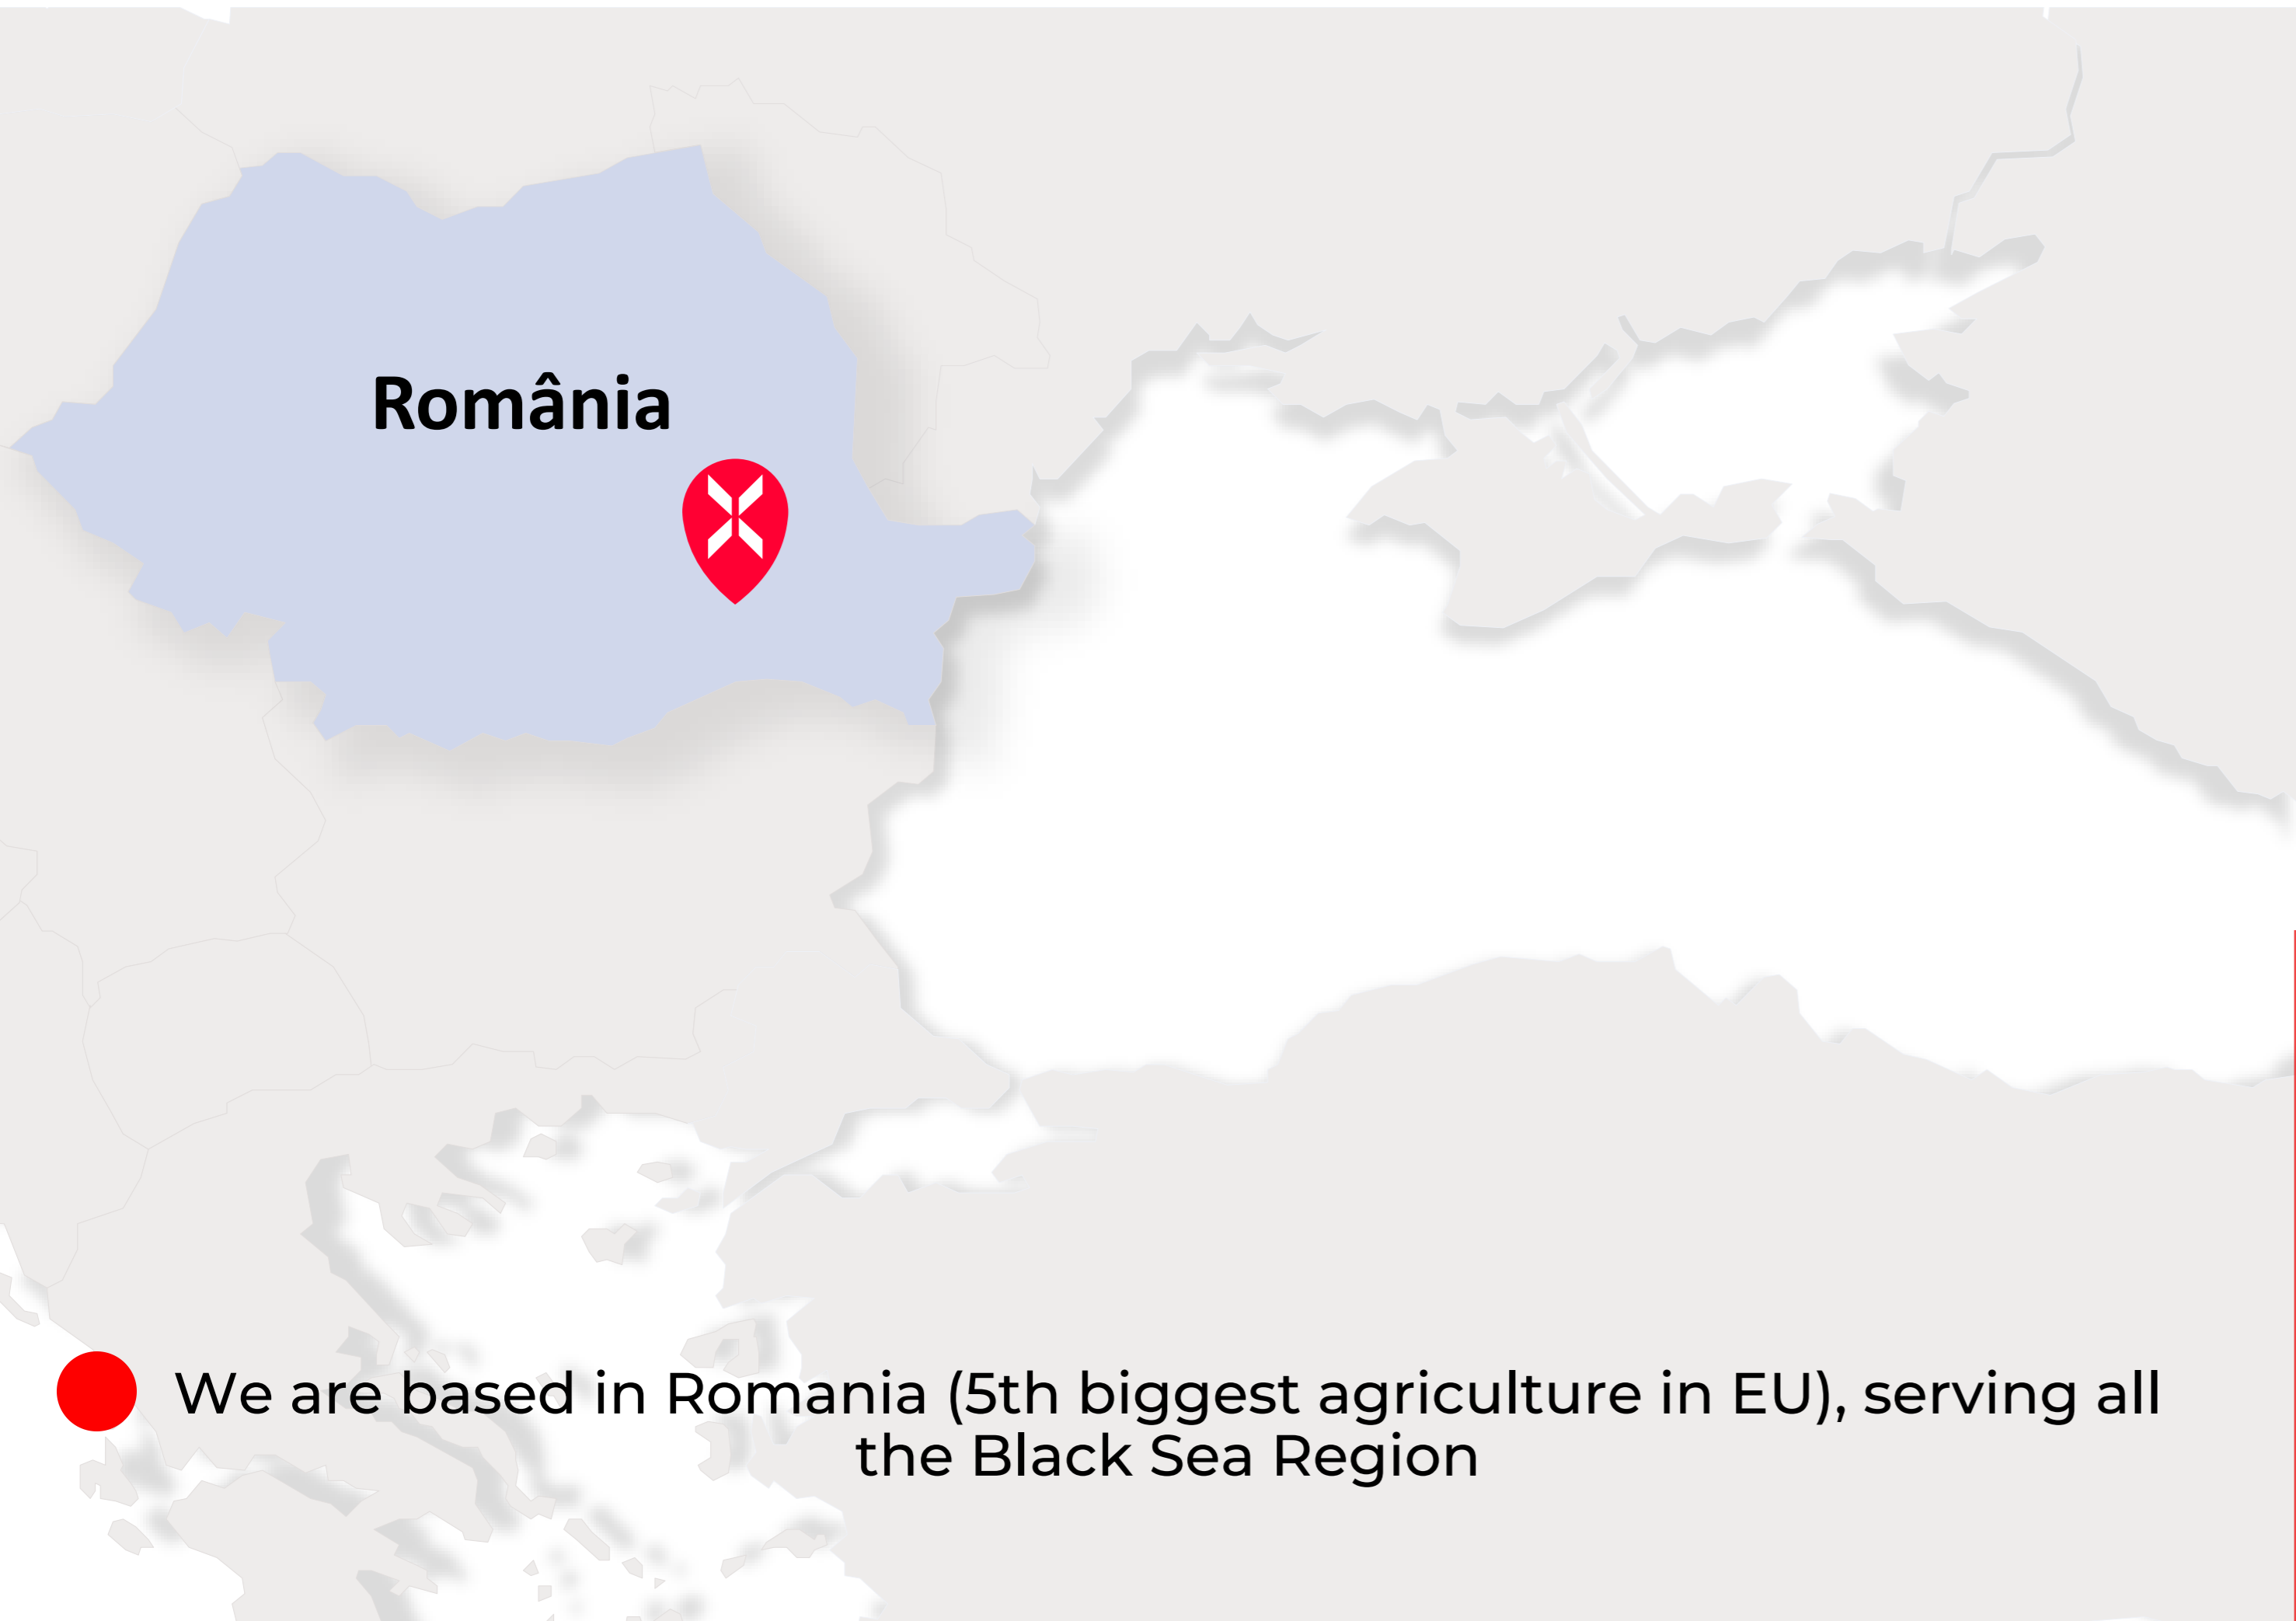 România
We are based in Romania (5th biggest agriculture in EU), serving all
the Black Sea Region